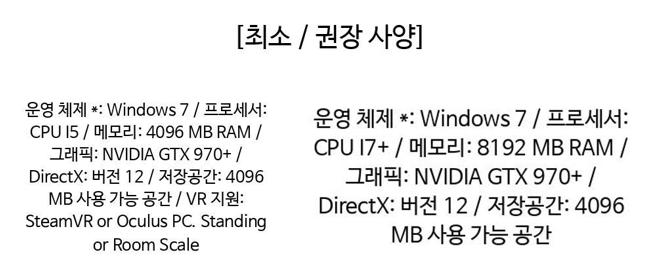 [최소 / 권장 사양]
운영 체제 *: Windows 7 / 프로세서:
CPU I5 / 메모리: 4096 MB RAM /
그래픽: NVIDIA GTX 970+ /
DirectX: 버전 12 / 저장공간: 4096
MB 사용 가능 공간 / VR 지원:
SteamVR or Oculus PC. Standing
or Room Scale
운영 체제 *: Windows 7 / 프로세서:
CPU I7+ / 메모리: 8192 MB RAM /
그래픽: NVIDIA GTX 970+ /
DirectX: 버전 12 / 저장공간: 4096
MB 사용 가능 공간